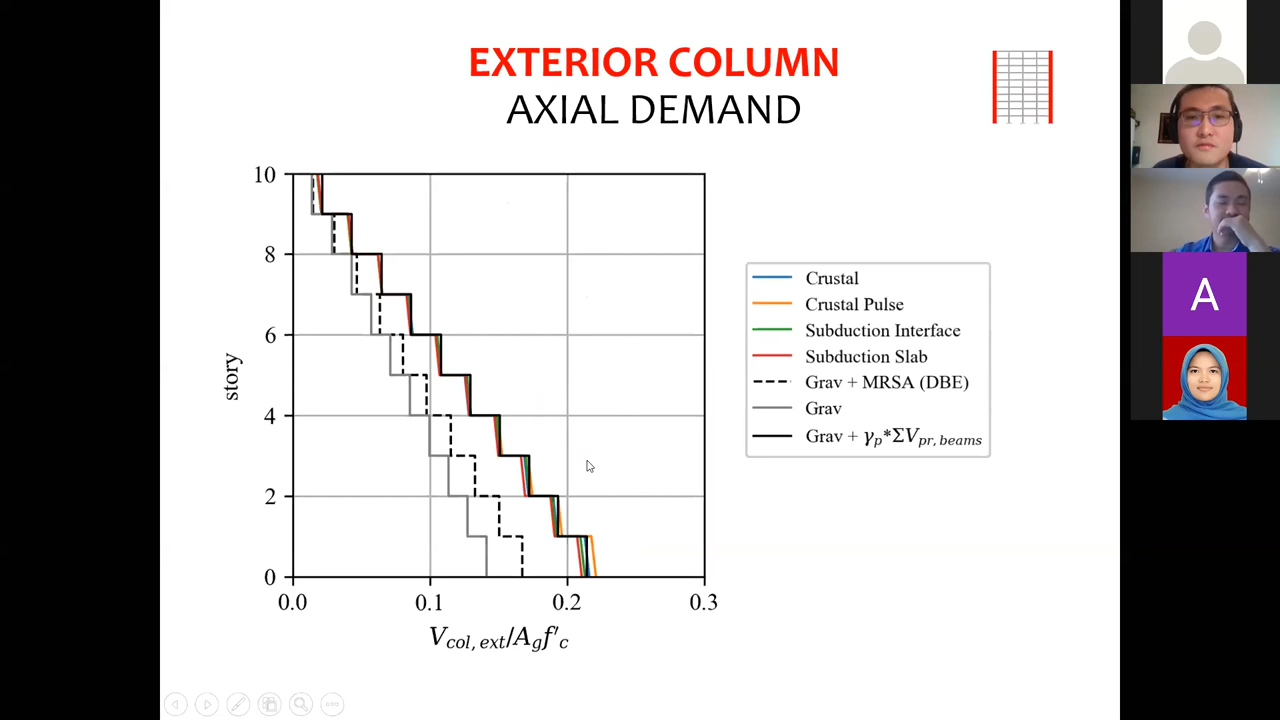 EXTERIOR COLUMN
AXIAL DEMAND
10
8
6
4
2
0
story
0.0 0.1 0.2 0.3
V_col, ext/A_g f'_c
Crustal
Crustal Pulse
Subduction Interface
Subduction Slab
Grav + MRSA (DBE)
Grav
Grav + γ_p*ΣV_pr, beams
A